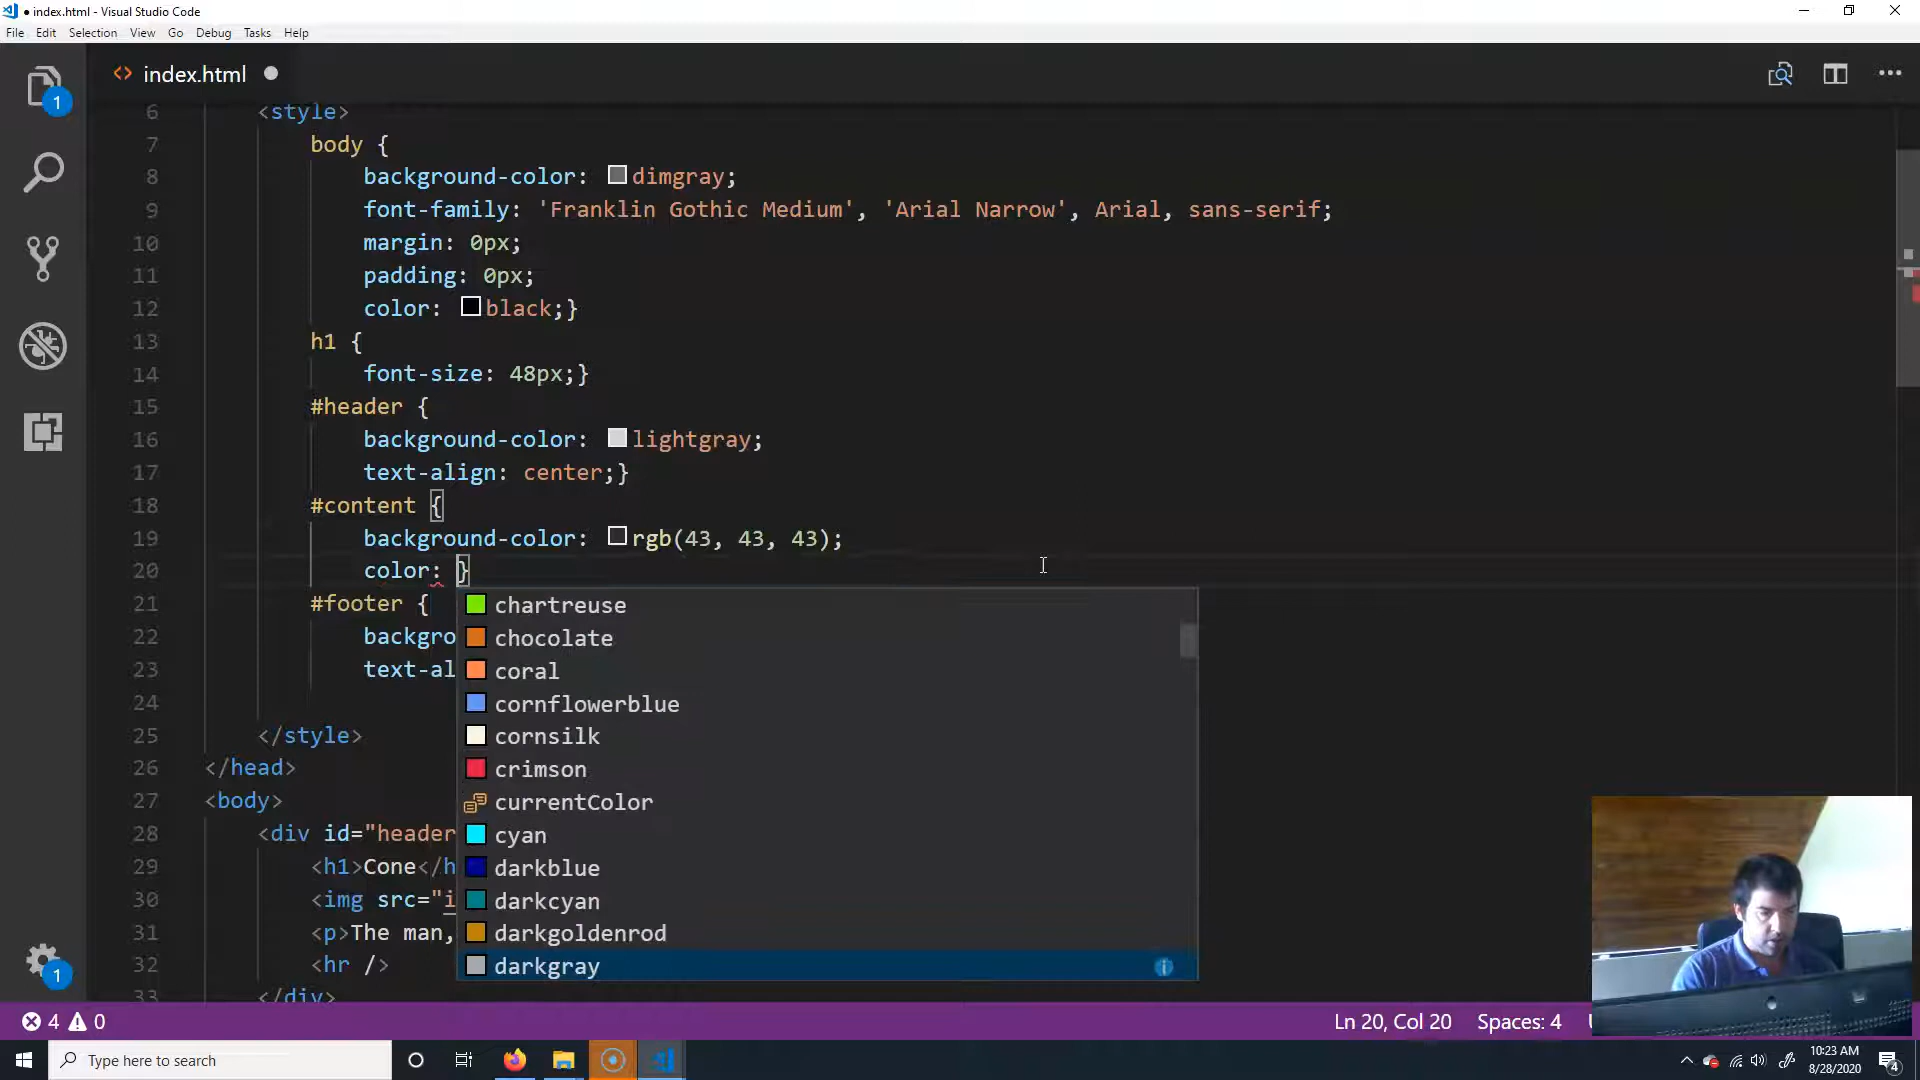 index.html - Visual Studio Code
File Edit Selection View Go Debug Tasks Help
index.html
6 <style>
7 body {
8 background-color: dimgray;
9 font-family: 'Franklin Gothic Medium', 'Arial Narrow', Arial, sans-serif;
10 margin: 0px;
11 padding: 0px;
12 color: black;}
13 h1 {
14 font-size: 48px;}
15 #header {
16 background-color: lightgray;
17 text-align: center;}
18 #content {
19 background-color: rgb(43, 43, 43);
20 color: }
21 #footer {
22 backgro
23 text-al
24
25 </style>
26 </head>
27 <body>
28 <div id="header
29 <h1>Cone</h
30 <img src="i
31 <p>The man,
32 <hr />
33 </div>
chartreuse
chocolate
coral
cornflowerblue
cornsilk
crimson
currentColor
cyan
darkblue
darkcyan
darkgoldenrod
darkgray
1
1
4 0
Ln 20, Col 20 Spaces: 4
Type here to search
10:23 AM
8/28/2020
4